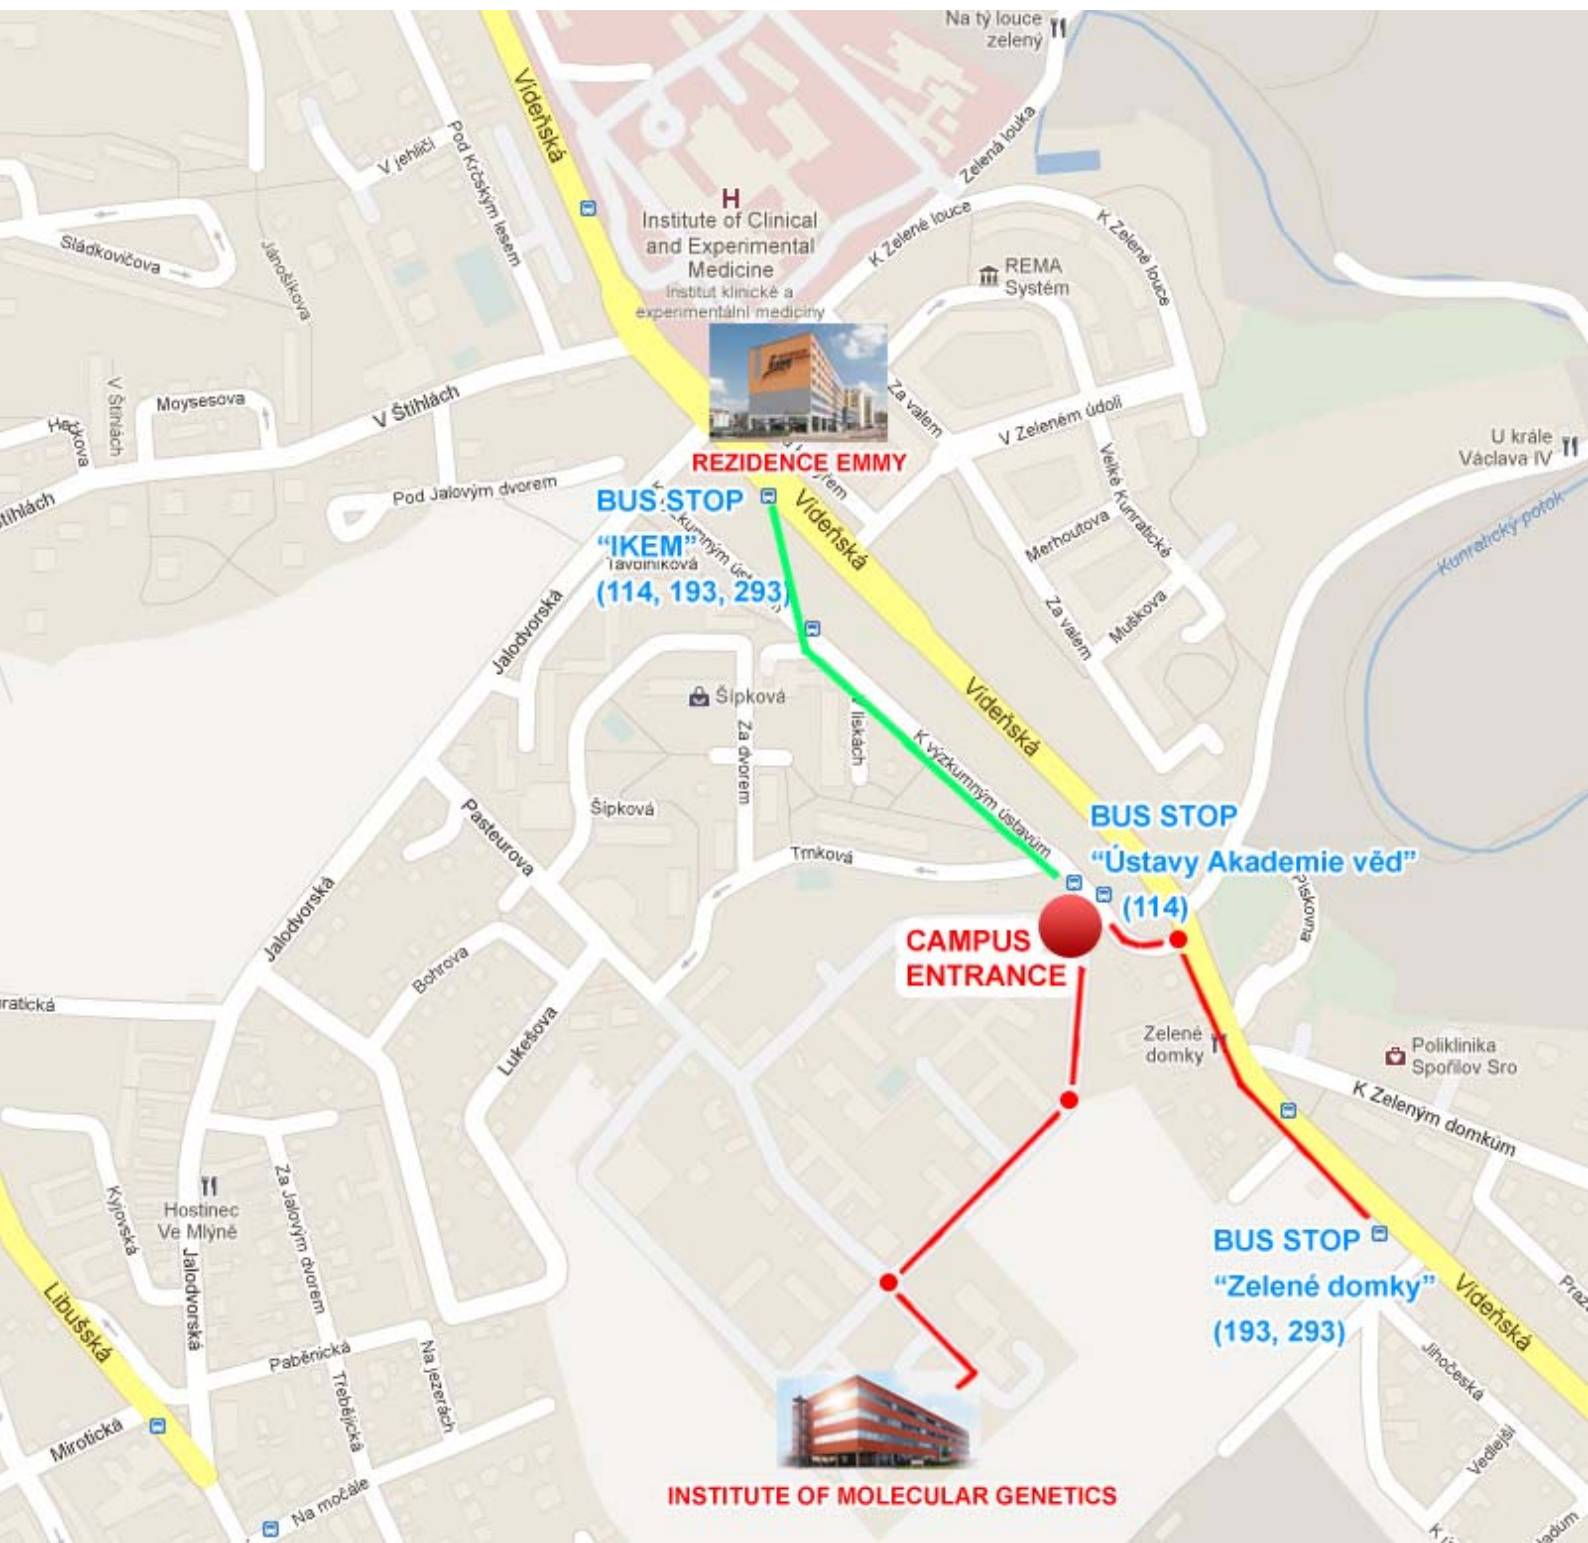 Na tý louce
zelený
Vídeňská
Zelená louka
V jehličí
Pod Krčským lesem
H
Institute of Clinical
and Experimental
Medicine
Institut klinické a
experimentální medicíny
K Zelené louce
K Zelené louce
Sládkovičova
Jánošíkova
REMA
Systém
V Štíhlách
Moysesova
V Štíhlách
Za valem
V Zeleném údolí
U krále
Václava IV
REZIDENCE EMMY
Pod Jalovým dvorem
BUS STOP
“IKEM”
(114, 193, 293)
Vídeňská
Velké Kunratické
Merhoutova
Kunratický potok
Muškova
Za valem
Jalodvorská
Šípková
Za dvorem
Vídeňská
K výzkumným ústavům
Šípková
Pasteurova
Trnková
BUS STOP
“Ústavy Akademie věd”
(114)
Jalodvorská
CAMPUS
ENTRANCE
Bohrova
Lukešova
Zelené
domky
Poliklinika
Spořilov Sro
K Zeleným domkům
Kyjovská
Hostinec
Ve Mlýně
Za Jalovým dvorem
Jalodvorská
Libušská
BUS STOP
“Zelené domky”
(193, 293)
Vídeňská
Paběnická
Na jezerách
Třebějická
Jihočeská
Mirotická
Vedlejší
Na močále
INSTITUTE OF MOLECULAR GENETICS